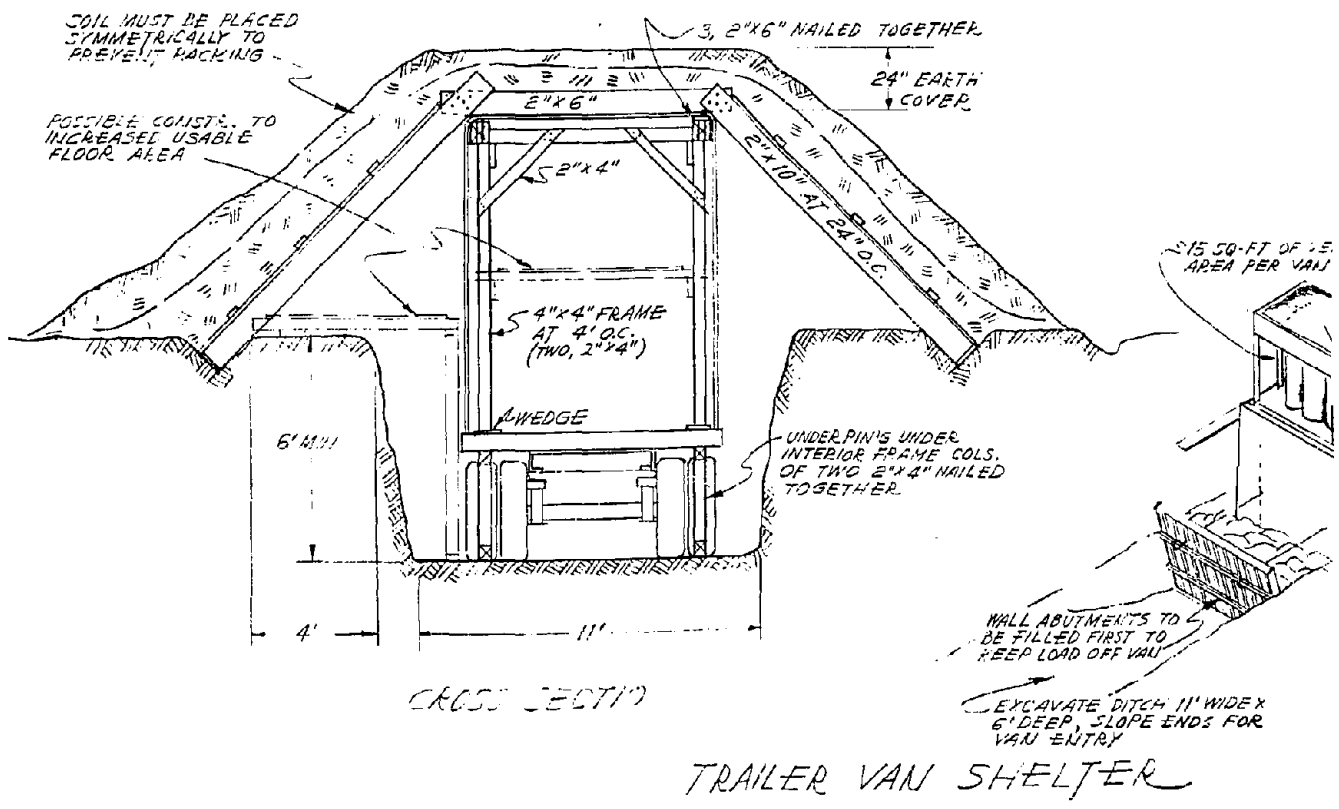 SOIL MUST BE PLACED
SYMMETRICALLY TO
PREVENT RACKING
3, 2"X6" NAILED TOGETHER
24" EARTH
COVER
2"X6"
POSSIBLE CONSTR. TO
INCREASED USABLE
FLOOR AREA
2"X4"
2"X10" AT 24" O.C.
15 SQ-FT OF
AREA PER VAN
4"X4" FRAME
AT 4' O.C.
(TWO, 2"X4")
WEDGE
6' MIN
UNDERPIN'S UNDER
INTERIOR FRAME COLS.
OF TWO 2"X4" NAILED
TOGETHER
4'
11'
WALL ABUTMENTS TO
BE FILLED FIRST TO
KEEP LOAD OFF VAN
CROSS SECTIO
EXCAVATE DITCH 11' WIDE X
6' DEEP, SLOPE ENDS FOR
VAN ENTRY
TRAILER VAN SHELTER